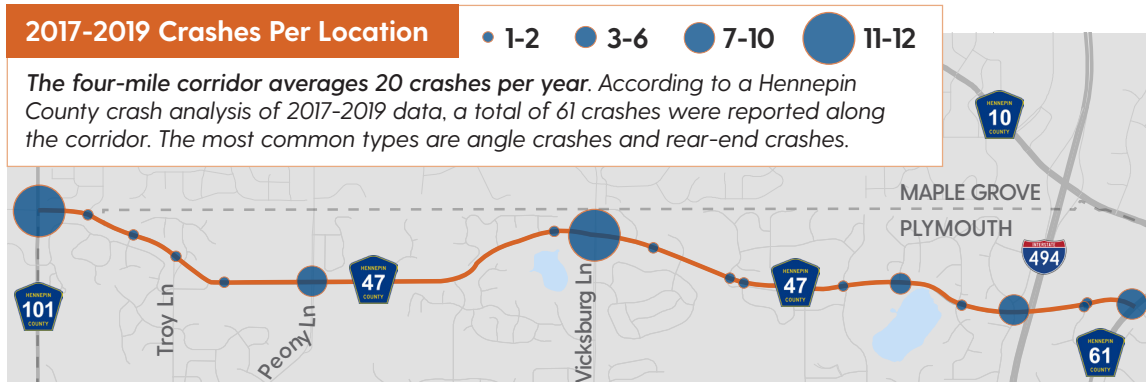 2017-2019 Crashes Per Location
1-2
3-6
7-10
11-12
The four-mile corridor averages 20 crashes per year. According to a Hennepin
County crash analysis of 2017-2019 data, a total of 61 crashes were reported along
the corridor. The most common types are angle crashes and rear-end crashes.
HENNEPIN
10
COUNTY
MAPLE GROVE
PLYMOUTH
INTERSTATE
494
HENNEPIN
101
COUNTY
Troy Ln
Peony Ln
HENNEPIN
47
COUNTY
Vicksburg Ln
HENNEPIN
47
COUNTY
HENNEPIN
61
COUNTY